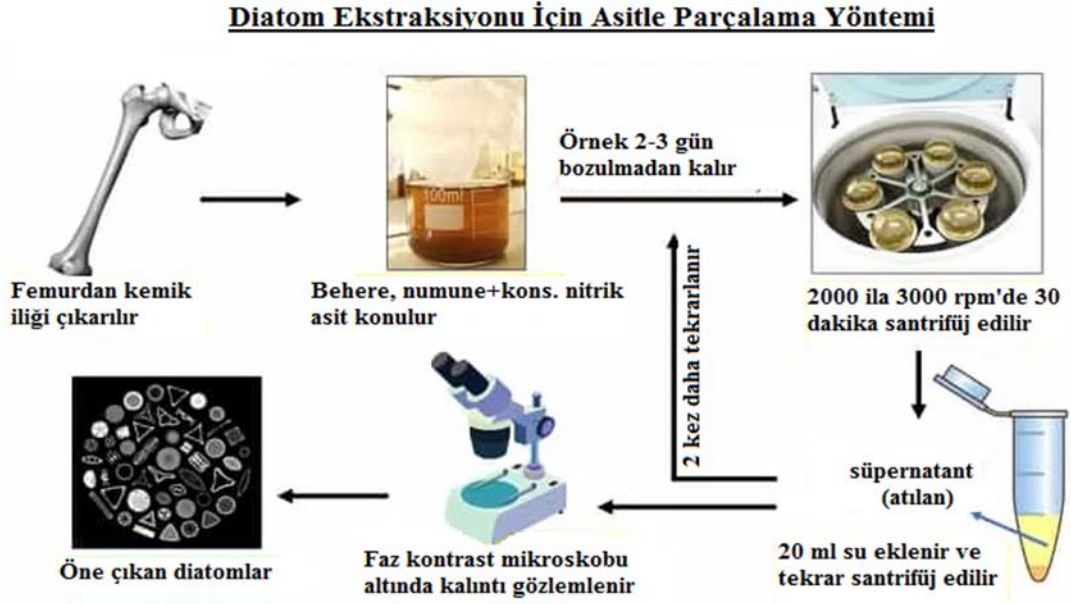 Diatom Ekstraksiyonu İçin Asitle Parçalama Yöntemi
Femurdan kemik
iliği çıkarılır
100ml
Behere, numune+kons. nitrik
asit konulur
Örnek 2-3 gün
bozulmadan kalır
2000 ila 3000 rpm'de 30
dakika santrifüj edilir
2 kez daha tekrarlanır
süpernatant
(atılan)
20 ml su eklenir ve
tekrar santrifüj edilir
Faz kontrast mikroskobu
altında kalıntı gözlemlenir
Öne çıkan diatomlar